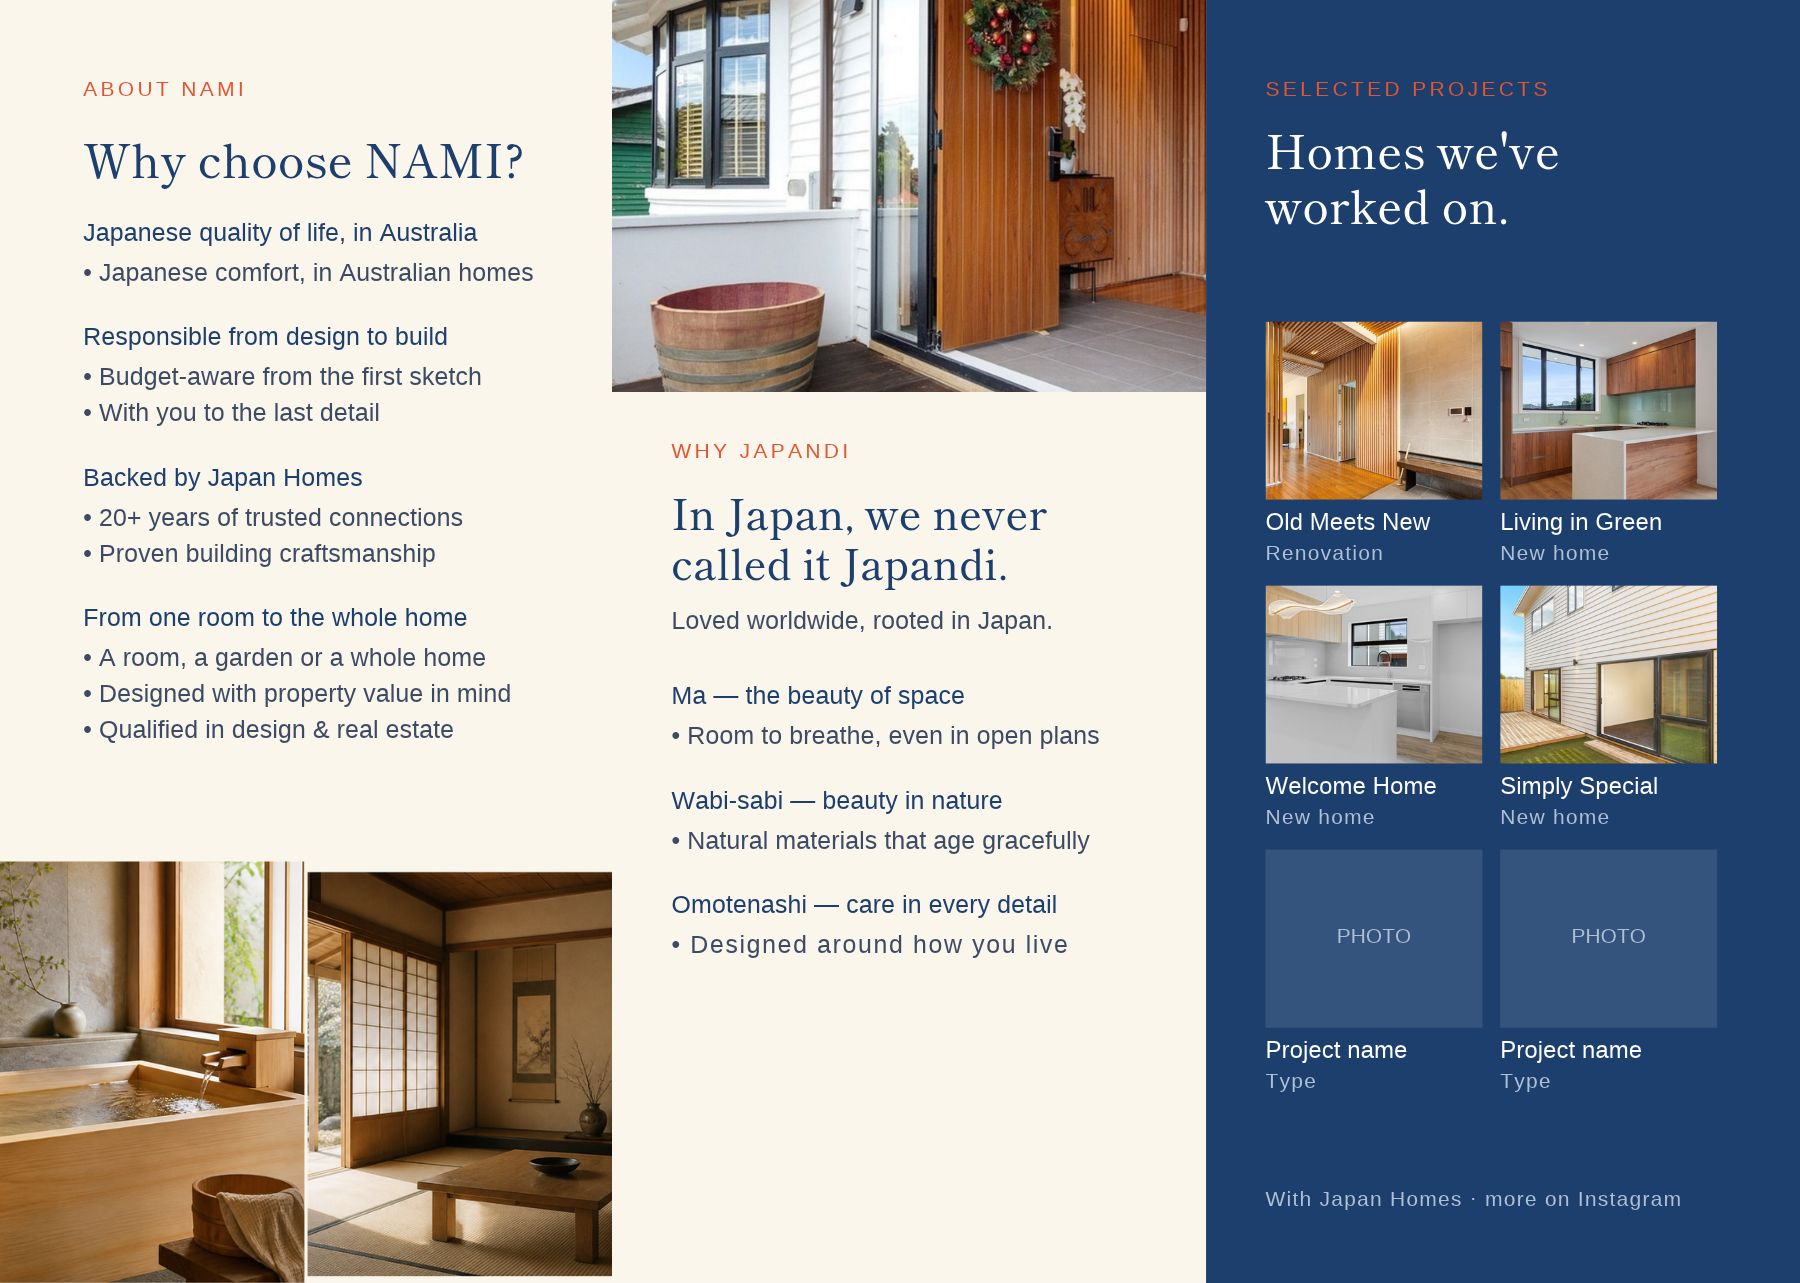 ABOUT NAMI
Why choose NAMI?
Japanese quality of life, in Australia
• Japanese comfort, in Australian homes
Responsible from design to build
• Budget-aware from the first sketch
• With you to the last detail
Backed by Japan Homes
• 20+ years of trusted connections
• Proven building craftsmanship
From one room to the whole home
• A room, a garden or a whole home
• Designed with property value in mind
• Qualified in design & real estate
WHY JAPANDI
In Japan, we never
called it Japandi.
Loved worldwide, rooted in Japan.
Ma — the beauty of space
• Room to breathe, even in open plans
Wabi-sabi — beauty in nature
• Natural materials that age gracefully
Omotenashi — care in every detail
• Designed around how you live
SELECTED PROJECTS
Homes we've
worked on.
Old Meets New
Renovation
Living in Green
New home
Welcome Home
New home
Simply Special
New home
PHOTO
Project name
Type
PHOTO
Project name
Type
With Japan Homes · more on Instagram